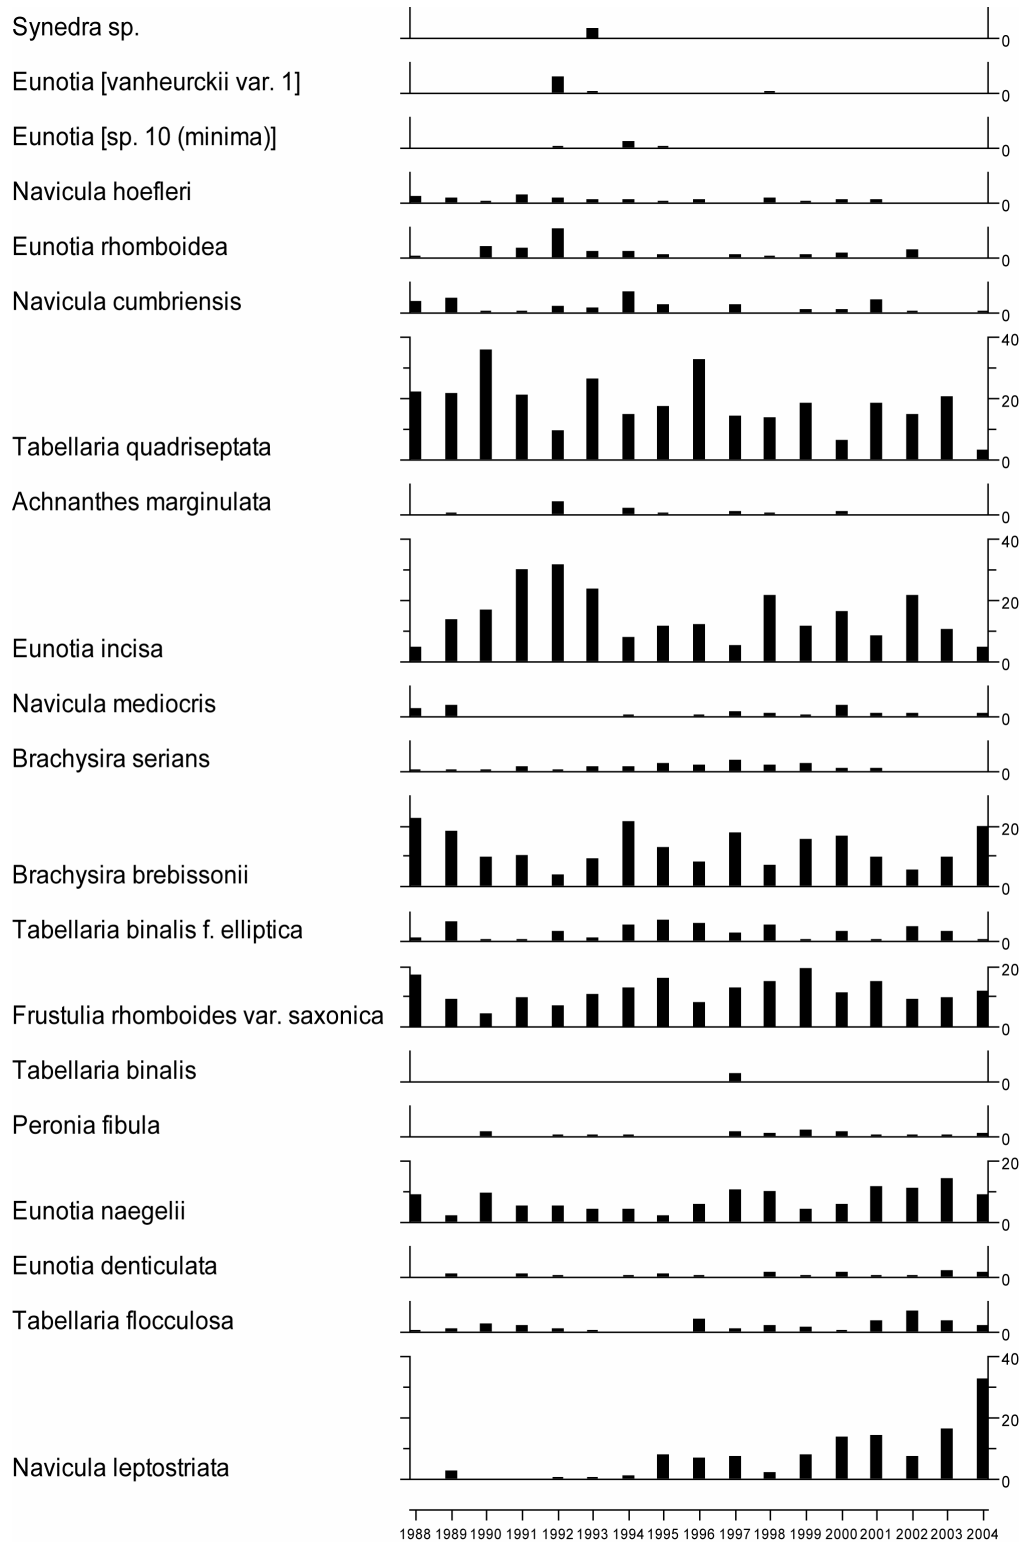 Synedra sp.
0
Eunotia [vanheurckii var. 1]
0
Eunotia [sp. 10 (minima)]
0
Navicula hoefleri
0
Eunotia rhomboidea
0
Navicula cumbriensis
0
40
20
Tabellaria quadriseptata
0
Achnanthes marginulata
0
40
20
Eunotia incisa
0
Navicula mediocris
0
Brachysira serians
0
20
Brachysira brebissonii
0
Tabellaria binalis f. elliptica
0
20
Frustulia rhomboides var. saxonica
0
Tabellaria binalis
0
Peronia fibula
0
20
Eunotia naegelii
0
Eunotia denticulata
0
Tabellaria flocculosa
0
40
20
Navicula leptostriata
0
1988 1989 1990 1991 1992 1993 1994 1995 1996 1997 1998 1999 2000 2001 2002 2003 2004